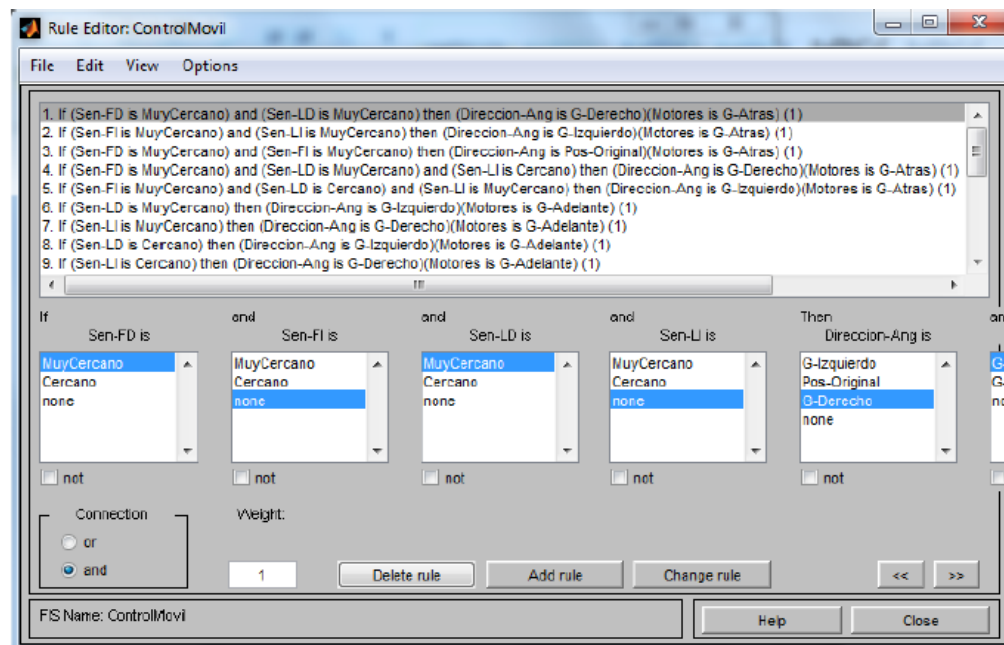 Rule Editor: ControlMovil
File Edit View Options
1. If (Sen-FD is MuyCercano) and (Sen-LD is MuyCercano) then (Direccion-Ang is G-Derecho)(Motores is G-Atras) (1)
2. If (Sen-FI is MuyCercano) and (Sen-LI is MuyCercano) then (Direccion-Ang is G-Izquierdo)(Motores is G-Atras) (1)
3. If (Sen-FD is MuyCercano) and (Sen-FI is MuyCercano) then (Direccion-Ang is Pos-Original)(Motores is G-Atras) (1)
4. If (Sen-FD is MuyCercano) and (Sen-LD is MuyCercano) and (Sen-LI is Cercano) then (Direccion-Ang is G-Derecho)(Motores is G-Atras) (1)
5. If (Sen-FI is MuyCercano) and (Sen-LD is Cercano) and (Sen-LI is MuyCercano) then (Direccion-Ang is G-Izquierdo)(Motores is G-Atras) (1)
6. If (Sen-LD is MuyCercano) then (Direccion-Ang is G-Izquierdo)(Motores is G-Adelante) (1)
7. If (Sen-LI is MuyCercano) then (Direccion-Ang is G-Derecho)(Motores is G-Adelante) (1)
8. If (Sen-LD is Cercano) then (Direccion-Ang is G-Izquierdo)(Motores is G-Adelante) (1)
9. If (Sen-LI is Cercano) then (Direccion-Ang is G-Derecho)(Motores is G-Adelante) (1)
If and and and Then
Sen-FD is Sen-FI is Sen-LD is Sen-LI is Direccion-Ang is
MuyCercano MuyCercano MuyCercano MuyCercano G-Izquierdo
Cercano Cercano Cercano Cercano Pos-Original
none none none none G-Derecho
none
not not not not not
Connection Weight:
or
and 1 Delete rule Add rule Change rule << >>
FIS Name: ControlMovil Help Close